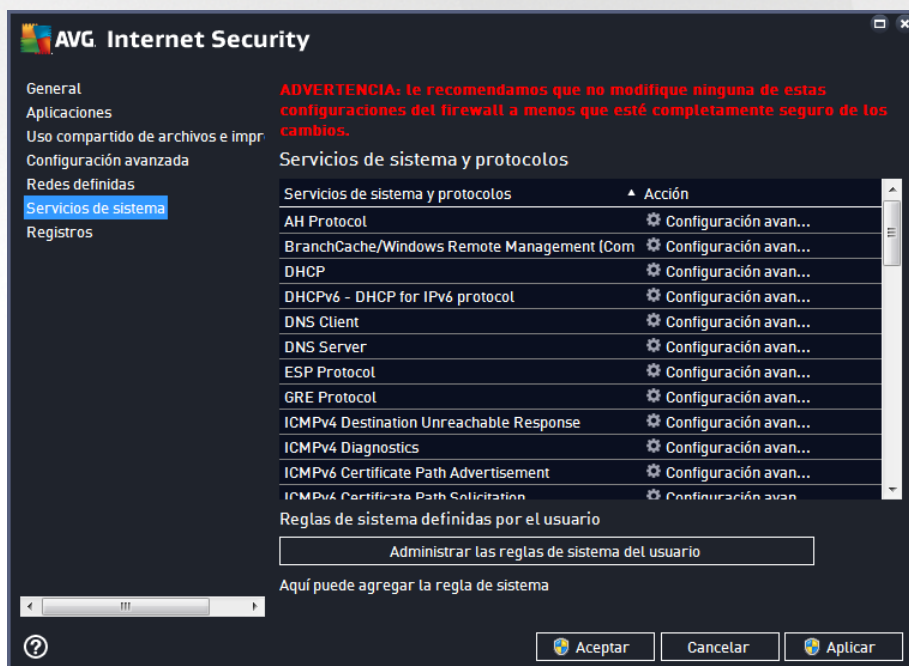 AVG Internet Security
General
Aplicaciones
Uso compartido de archivos e impr
Configuración avanzada
Redes definidas
Servicios de sistema
Registros
ADVERTENCIA: le recomendamos que no modifique ninguna de estas
configuraciones del firewall a menos que esté completamente seguro de los
cambios.
Servicios de sistema y protocolos
Servicios de sistema y protocolos Acción
AH Protocol Configuración avan...
BranchCache/Windows Remote Management (Com Configuración avan...
DHCP Configuración avan...
DHCPv6 - DHCP for IPv6 protocol Configuración avan...
DNS Client Configuración avan...
DNS Server Configuración avan...
ESP Protocol Configuración avan...
GRE Protocol Configuración avan...
ICMPv4 Destination Unreachable Response Configuración avan...
ICMPv4 Diagnostics Configuración avan...
ICMPv6 Certificate Path Advertisement Configuración avan...
ICMPv6 Certificate Path Solicitation Configuración avan
Reglas de sistema definidas por el usuario
Administrar las reglas de sistema del usuario
Aquí puede agregar la regla de sistema
Aceptar Cancelar Aplicar